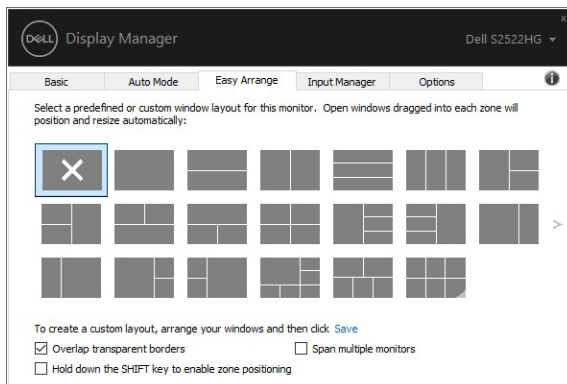 x
DELL Display Manager Dell S2522HG
Basic Auto Mode Easy Arrange Input Manager Options
Select a predefined or custom window layout for this monitor. Open windows dragged into each zone will
position and resize automatically:
>
To create a custom layout, arrange your windows and then click Save
Overlap transparent borders Span multiple monitors
Hold down the SHIFT key to enable zone positioning